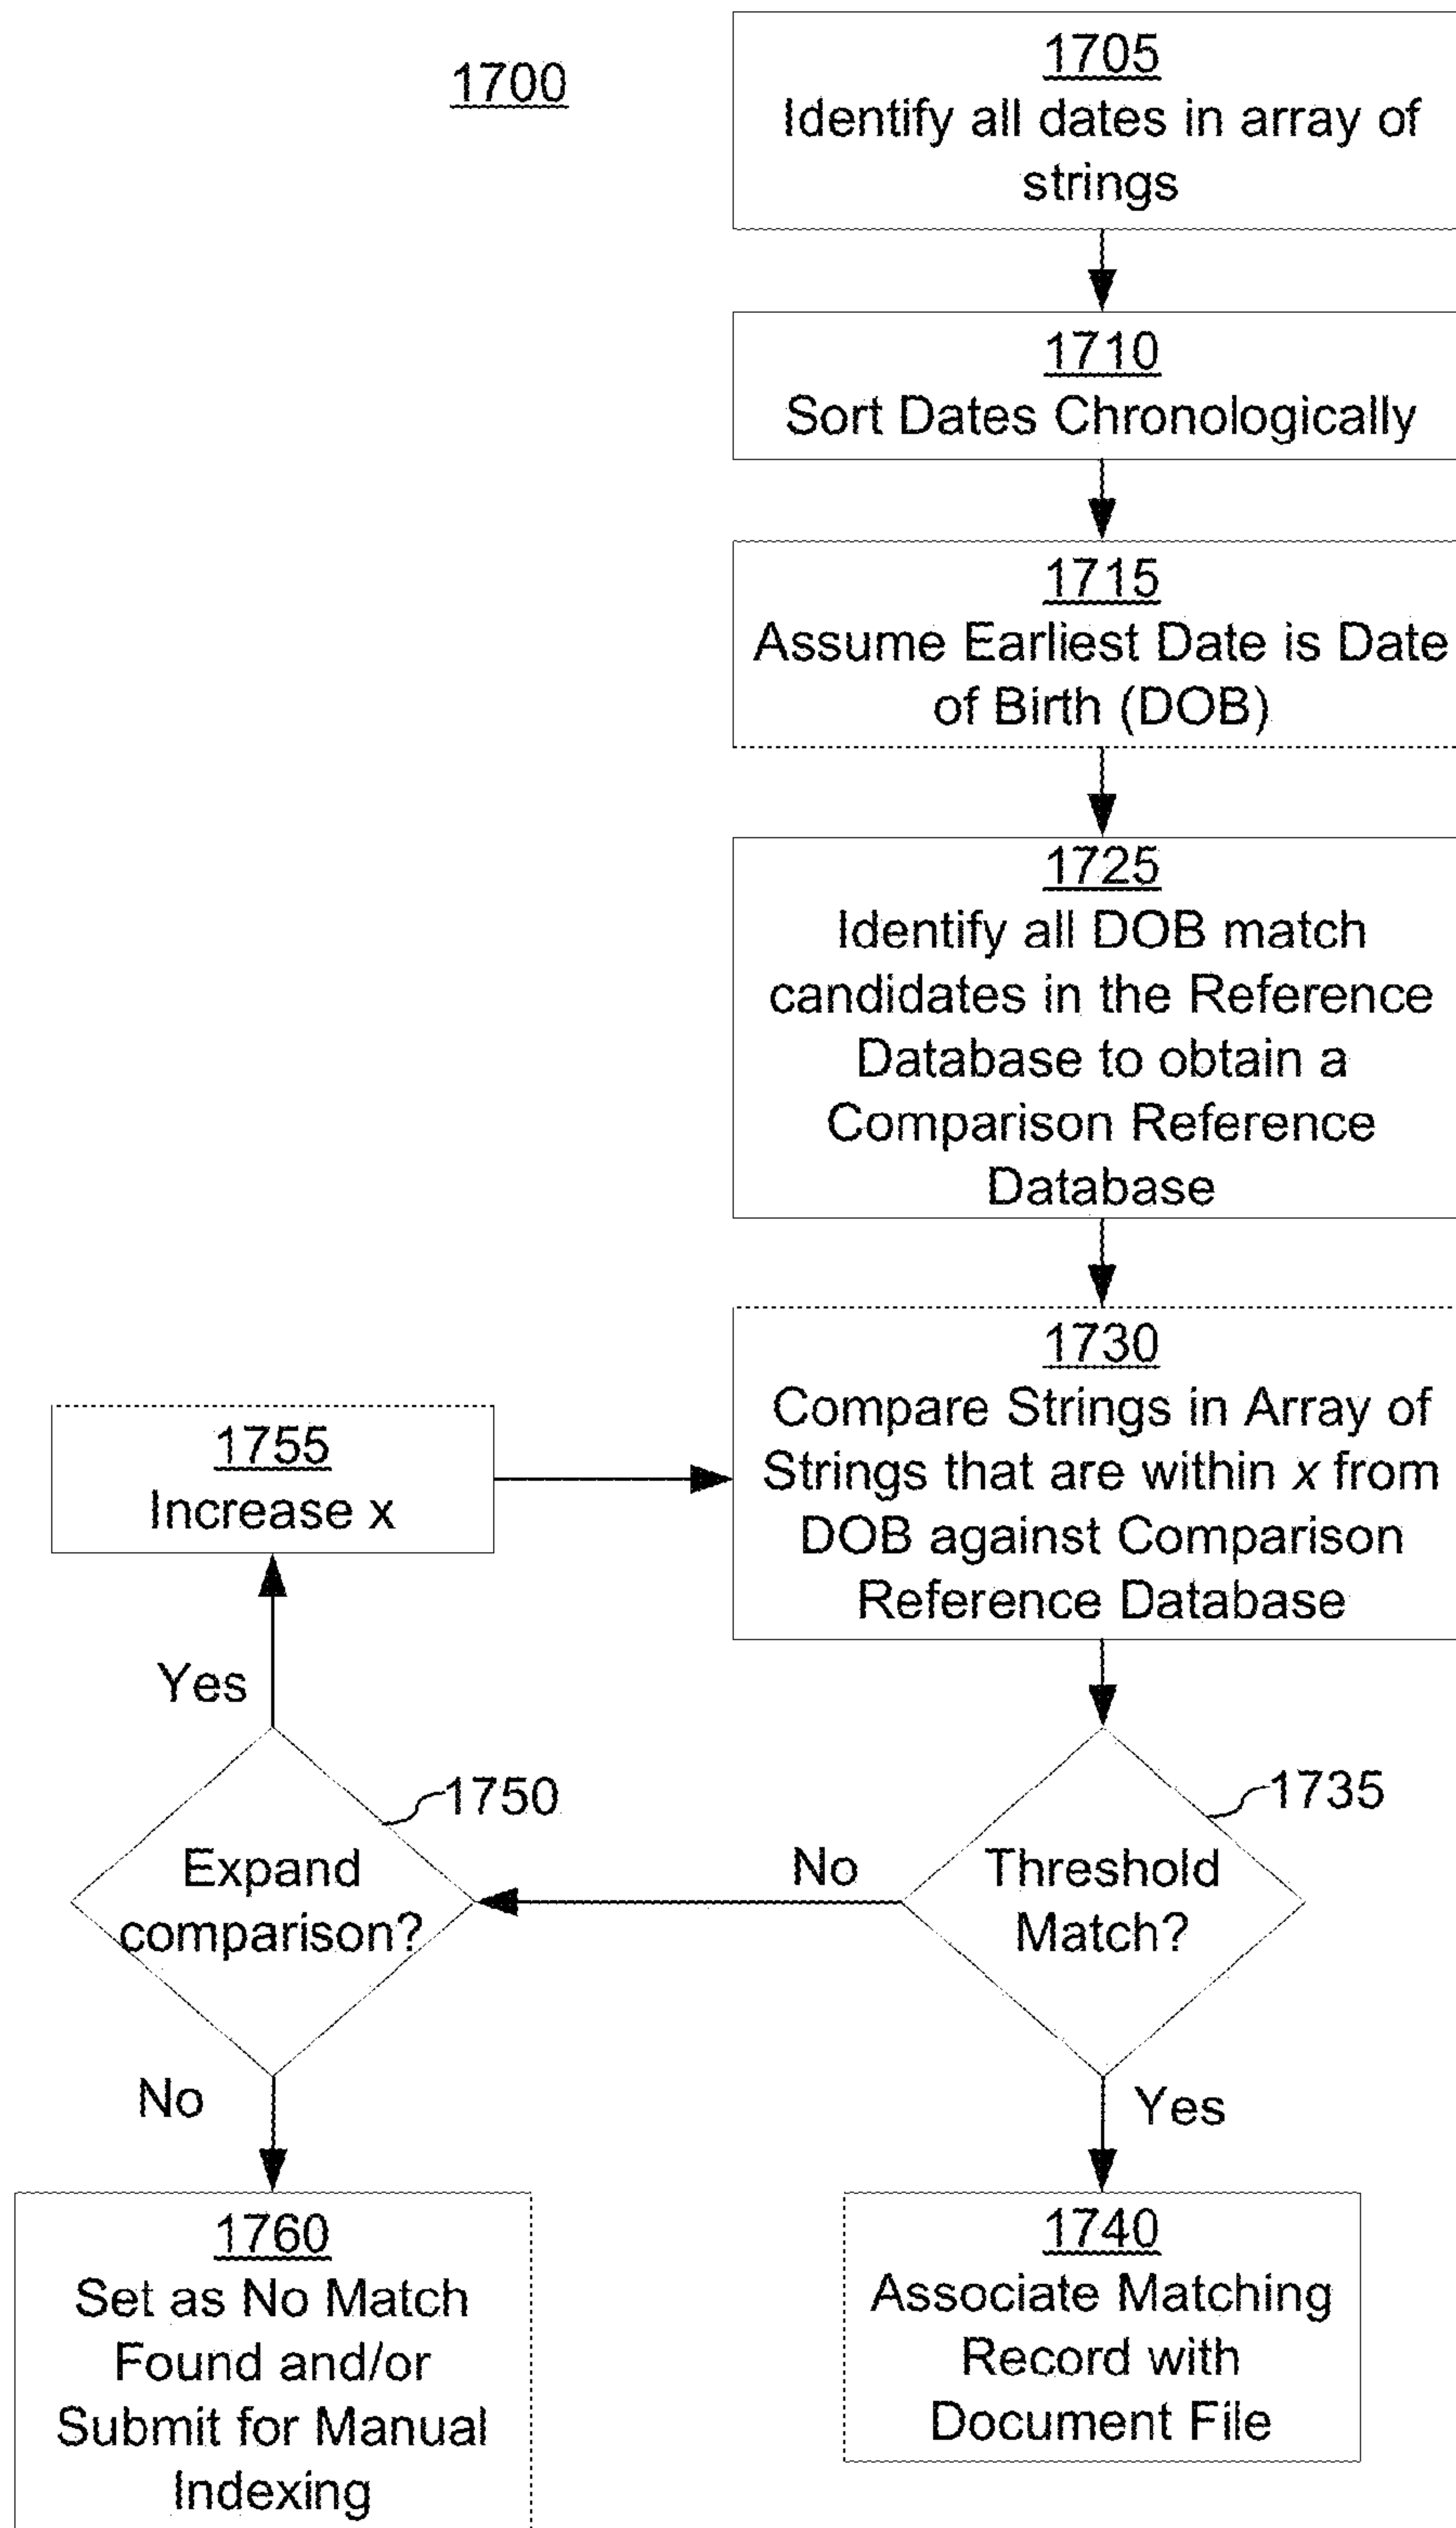 1700
1705
Identify all dates in array of
strings
1710
Sort Dates Chronologically
1715
Assume Earliest Date is Date
of Birth (DOB)
1725
Identify all DOB match
candidates in the Reference
Database to obtain a
Comparison Reference
Database
1730
Compare Strings in Array of
Strings that are within x from
DOB against Comparison
Reference Database
1755
Increase x
Yes
1750
Expand
comparison?
No
1735
Threshold
Match?
No
Yes
1760
Set as No Match
Found and/or
Submit for Manual
Indexing
1740
Associate Matching
Record with
Document File